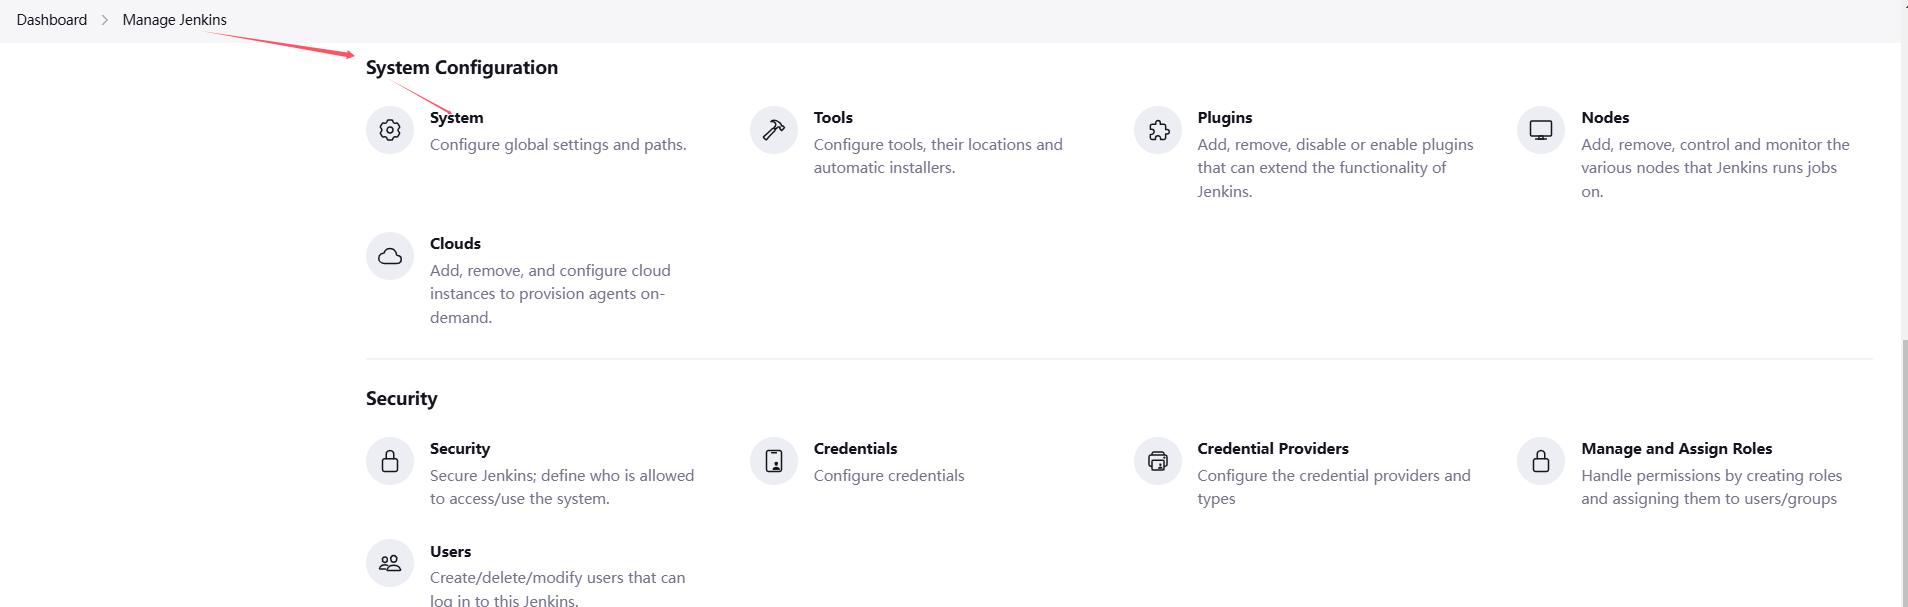 Dashboard > Manage Jenkins
System Configuration
System
Configure global settings and paths.
Tools
Configure tools, their locations and
automatic installers.
Plugins
Add, remove, disable or enable plugins
that can extend the functionality of
Jenkins.
Nodes
Add, remove, control and monitor the
various nodes that Jenkins runs jobs
on.
Clouds
Add, remove, and configure cloud
instances to provision agents on-
demand.
Security
Security
Secure Jenkins; define who is allowed
to access/use the system.
Credentials
Configure credentials
Credential Providers
Configure the credential providers and
types
Manage and Assign Roles
Handle permissions by creating roles
and assigning them to users/groups
Users
Create/delete/modify users that can
log in to this Jenkins.